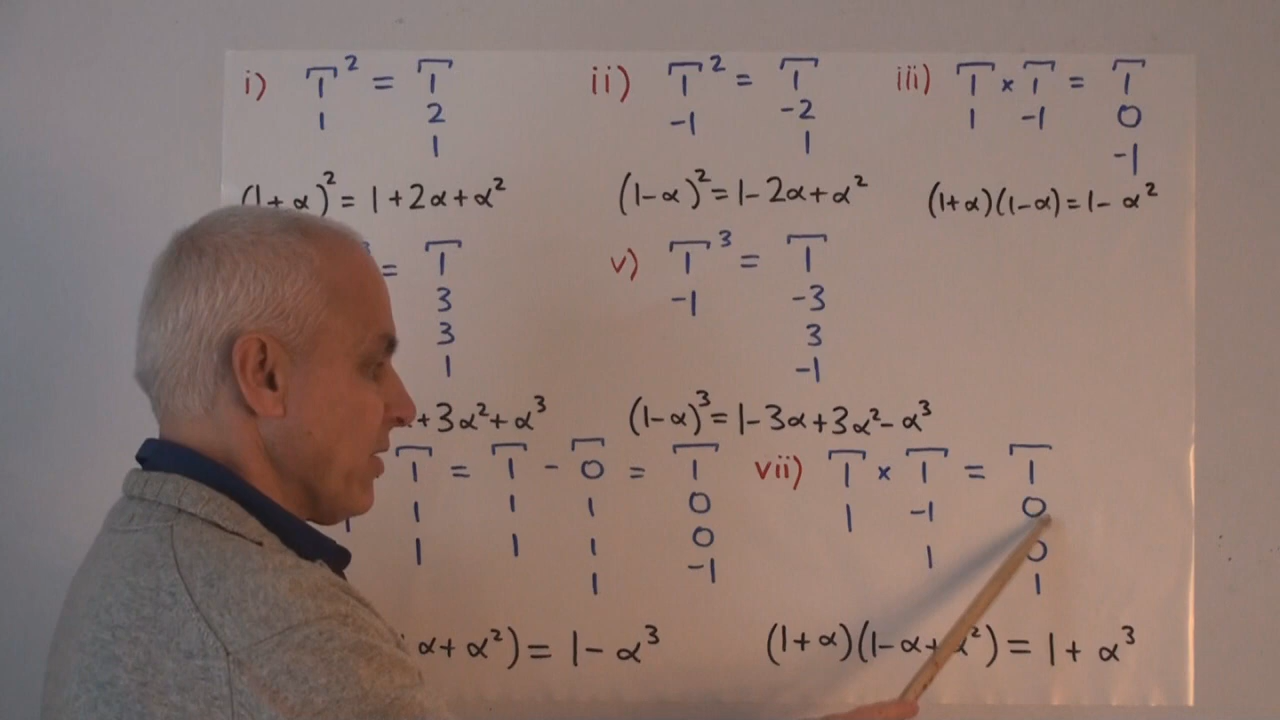 i) 1² = 1 ii) 1² = 1 iii) 1 × 1 = 1
1 2 -1 -2 1 -1 0
1 1 -1
(1+α)² = 1+2α+α² (1-α)² = 1-2α+α² (1+α)(1-α) = 1-α²
3 = 1 v) 1³ = 1
3 -1 -3
3 3
1 -1
+3α²+α³ (1-α)³ = 1-3α+3α²-α³
1 = 1 - 0 = 1 vii) 1 × 1 = 1
1 1 1 0 1 -1 0
1 1 1 0 1 0
1 -1 1
α+α²) = 1-α³ (1+α)(1-α+α²) = 1+α³